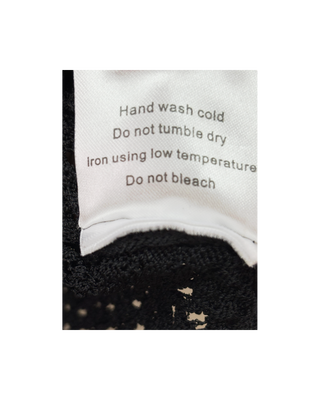 Hand wash cold
Do not tumble dry
Iron using low temperature
Do not bleach